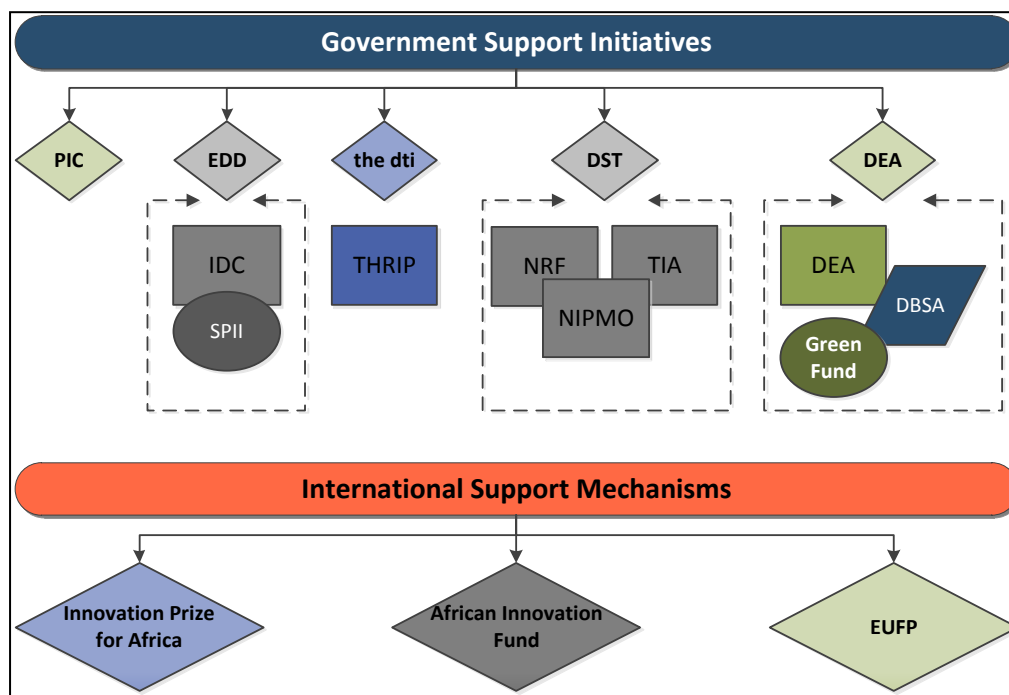 Government Support Initiatives
PIC
EDD
the dti
DST
DEA
IDC
THRIP
NRF
TIA
DEA
SPII
NIPMO
DBSA
Green
Fund
International Support Mechanisms
Innovation Prize
for Africa
African Innovation
Fund
EUFP